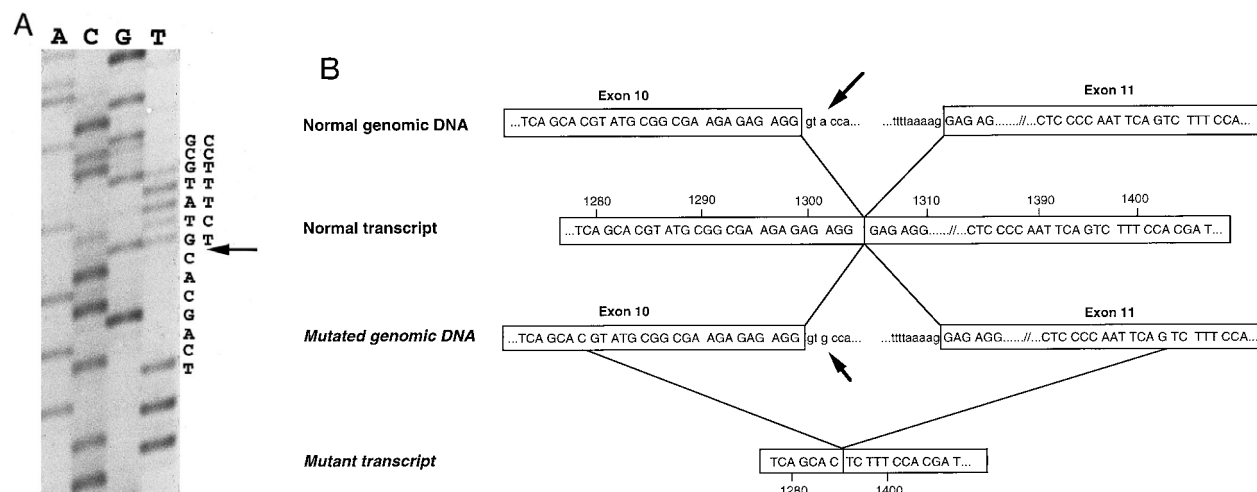 A
A C G T
G C
C C
G T
T T
A T
T C
G T
C
A
C
G
A
C
T
B
Exon 10
Exon 11
Normal genomic DNA
...TCA GCA CGT ATG CGG CGA AGA GAG AGG gt a cca... ...ttttaaaag GAG AG.......//...CTC CCC AAT TCA GTC TTT CCA...
1280 1290 1300 1310 1390 1400
Normal transcript
...TCA GCA CGT ATG CGG CGA AGA GAG AGG GAG AGG......//...CTC CCC AAT TCA GTC TTT CCA CGA T...
Exon 10
Exon 11
Mutated genomic DNA
...TCA GCA C GT ATG CGG CGA AGA GAG AGG gt g cca... ...ttttaaaag GAG AGG......//...CTC CCC AAT TCA G TC TTT CCA...
Mutant transcript
TCA GCA C TC TTT CCA CGA T...
1280 1400